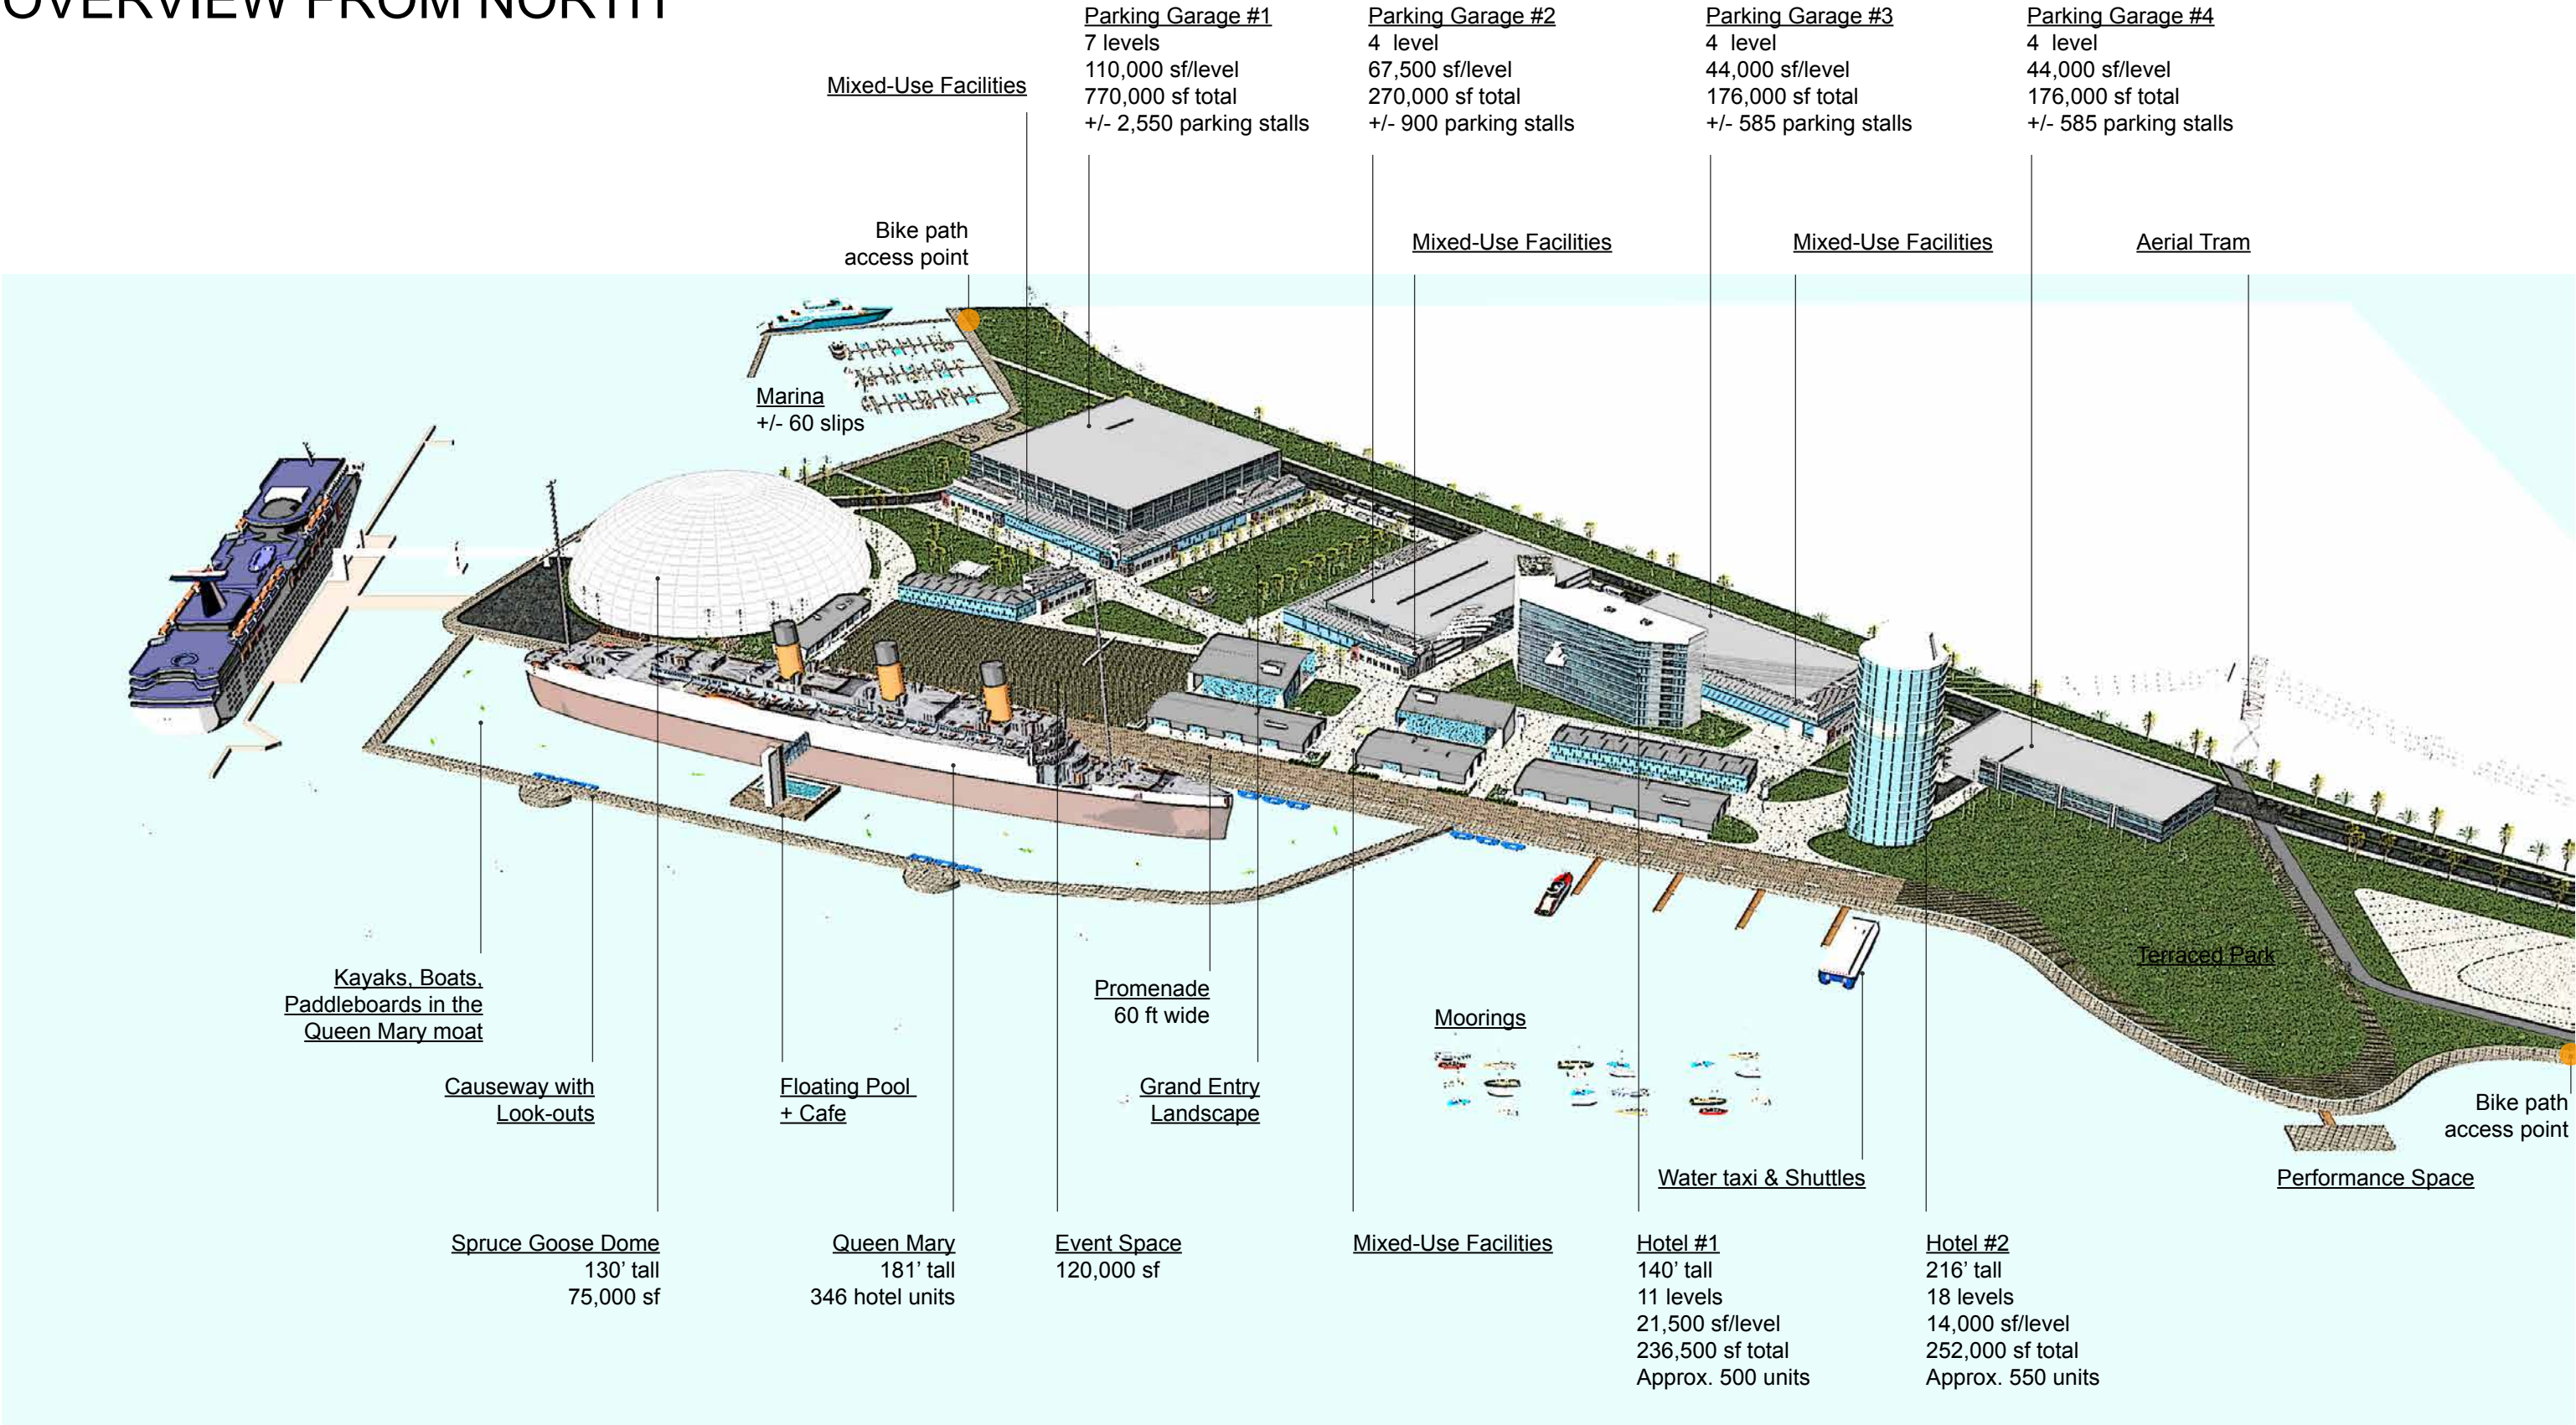 OVERVIEW FROM NORTH
Parking Garage #1
7 levels
110,000 sf/level
770,000 sf total
+/- 2,550 parking stalls
Parking Garage #2
4  level
67,500 sf/level
270,000 sf total
+/- 900 parking stalls
Parking Garage #3
4  level
44,000 sf/level
176,000 sf total
+/- 585 parking stalls
Parking Garage #4
4  level
44,000 sf/level
176,000 sf total
+/- 585 parking stalls
Mixed-Use Facilities
Bike path
access point
Mixed-Use Facilities
Mixed-Use Facilities
Aerial Tram
Marina
+/- 60 slips
Terraced Park
Kayaks, Boats,
Paddleboards in the
Queen Mary moat
Promenade
60 ft wide
Moorings
Causeway with
Look-outs
Floating Pool
+ Cafe
Grand Entry
Landscape
Bike path
access point
Water taxi & Shuttles
Performance Space
Spruce Goose Dome
130’ tall
75,000 sf
Queen Mary
181’ tall
346 hotel units
Event Space
120,000 sf
Mixed-Use Facilities
Hotel #1
140’ tall
11 levels
21,500 sf/level
236,500 sf total
Approx. 500 units
Hotel #2
216’ tall
18 levels
14,000 sf/level
252,000 sf total
Approx. 550 units